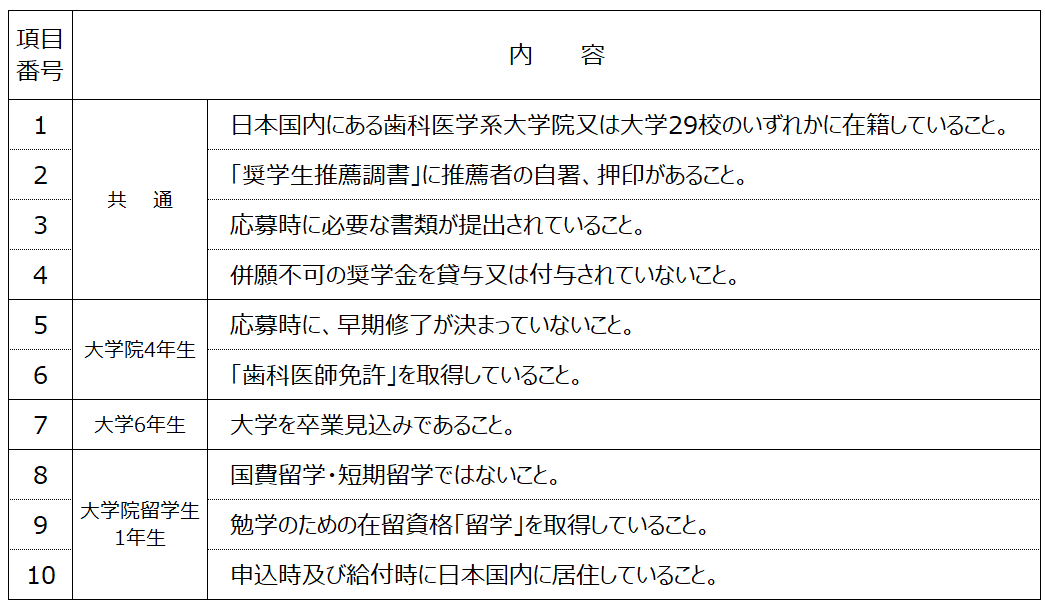 項目
番号
内　　容
共　通
1
日本国内にある歯科医学系大学院又は大学29校のいずれかに在籍していること。
2
「奨学生推薦調書」に推薦者の自署、押印があること。
3
応募時に必要な書類が提出されていること。
4
併願不可の奨学金を貸与又は付与されていないこと。
大学院4年生
5
応募時に、早期修了が決まっていないこと。
6
「歯科医師免許」を取得していること。
7
大学6年生
大学を卒業見込みであること。
大学院留学生
1年生
8
国費留学・短期留学ではないこと。
9
勉学のための在留資格「留学」を取得していること。
10
申込時及び給付時に日本国内に居住していること。